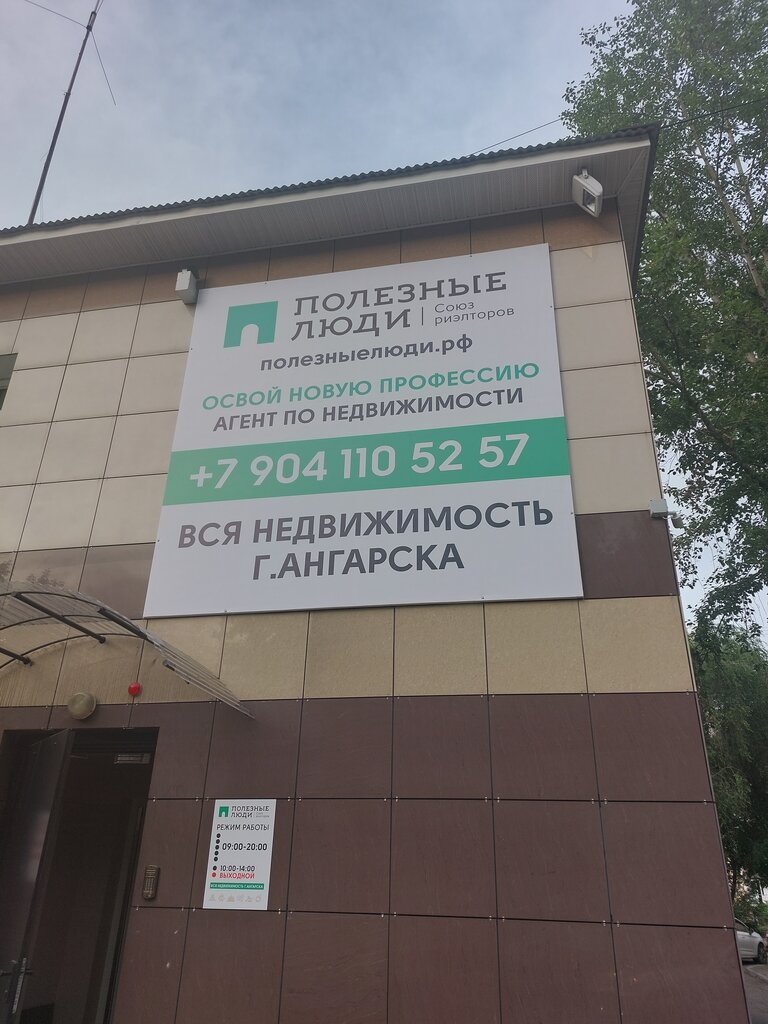 ПОЛЕЗНЫЕ
ЛЮДИ
Союз
риэлторов
полезныелюди.рф
ОСВОЙ НОВУЮ ПРОФЕССИЮ
АГЕНТ ПО НЕДВИЖИМОСТИ
+7 904 110 52 57
ВСЯ НЕДВИЖИМОСТЬ
Г.АНГАРСКА
ПОЛЕЗНЫЕ
ЛЮДИ
РЕЖИМ РАБОТЫ
09:00-20:00
10:00-14:00
ВЫХОДНОЙ
ВСЯ НЕДВИЖИМОСТЬ Г.АНГАРСКА